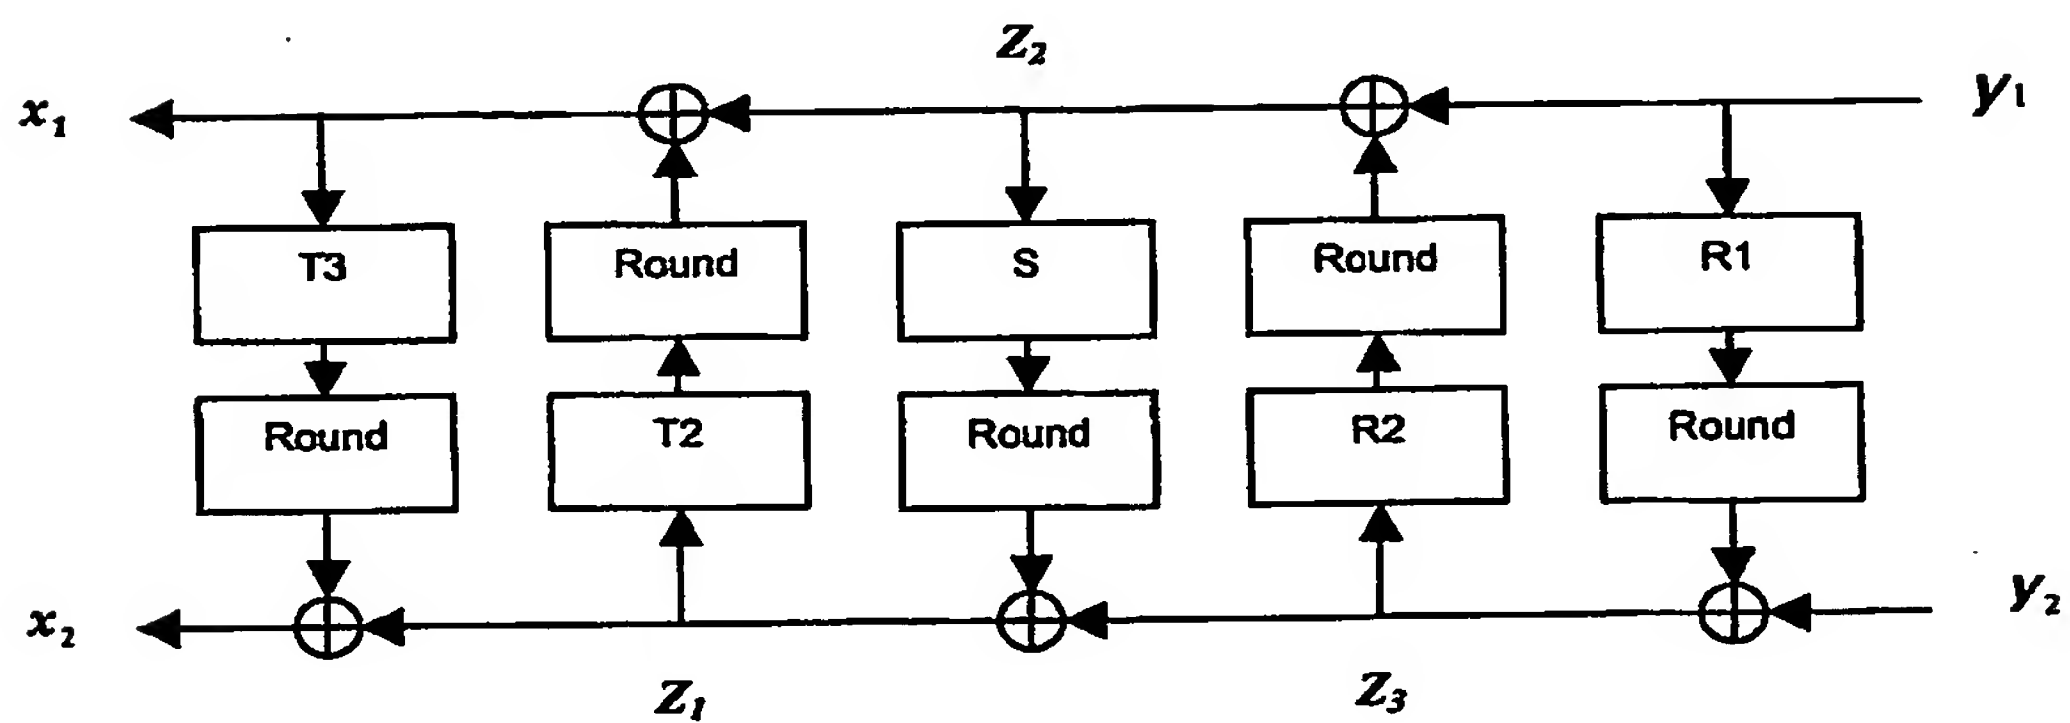 Z₂
x₁ y₁
T3 Round S Round R1
Round T2 Round R2 Round
x₂ y₂
Z₁ Z₃